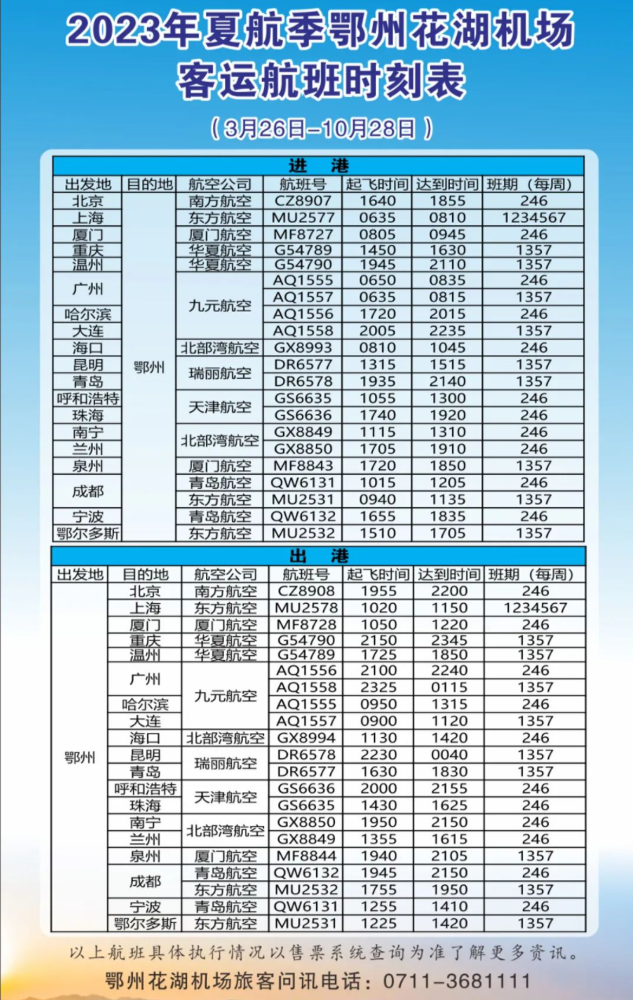 2023年夏航季鄂州花湖机场
客运航班时刻表
（3月26日-10月28日）
进 港
出发地 目的地 航空公司 航班号 起飞时间 达到时间 班期（每周）
北京 南方航空 CZ8907 1640 1855 246
上海 东方航空 MU2577 0635 0810 1234567
厦门 厦门航空 MF8727 0805 0945 246
重庆 华夏航空 G54789 1450 1630 1357
温州 华夏航空 G54790 1945 2110 1357
广州 九元航空 AQ1555 0650 0835 246
AQ1557 0635 0815 1357
哈尔滨 AQ1556 1720 2015 246
大连 AQ1558 2005 2235 1357
海口 北部湾航空 GX8993 0810 1045 246
昆明 鄂州 瑞丽航空 DR6577 1315 1515 1357
青岛 DR6578 1935 2140 1357
呼和浩特 天津航空 GS6635 1055 1300 246
珠海 GS6636 1740 1920 246
南宁 北部湾航空 GX8849 1115 1310 246
兰州 GX8850 1705 1910 246
泉州 厦门航空 MF8843 1720 1850 1357
成都 青岛航空 QW6131 1015 1205 246
东方航空 MU2531 0940 1135 1357
宁波 青岛航空 QW6132 1655 1835 246
鄂尔多斯 东方航空 MU2532 1510 1705 1357
出 港
出发地 目的地 航空公司 航班号 起飞时间 达到时间 班期（每周）
北京 南方航空 CZ8908 1955 2200 246
上海 东方航空 MU2578 1020 1150 1234567
厦门 厦门航空 MF8728 1050 1220 246
重庆 华夏航空 G54790 2150 2345 1357
温州 华夏航空 G54789 1725 1850 1357
广州 九元航空 AQ1556 2100 2240 246
AQ1558 2325 0115 1357
哈尔滨 AQ1555 0950 1315 246
大连 AQ1557 0900 1120 1357
海口 北部湾航空 GX8994 1130 1420 246
鄂州 昆明 瑞丽航空 DR6578 2230 0040 1357
青岛 DR6577 1630 1830 1357
呼和浩特 天津航空 GS6636 2000 2155 246
珠海 GS6635 1430 1625 246
南宁 北部湾航空 GX8850 1950 2150 246
兰州 GX8849 1355 1615 246
泉州 厦门航空 MF8844 1940 2105 1357
成都 青岛航空 QW6132 1945 2150 246
东方航空 MU2532 1755 1950 1357
宁波 青岛航空 QW6131 1255 1410 246
鄂尔多斯 东方航空 MU2531 1225 1420 1357
以上航班具体执行情况以售票系统查询为准了解更多资讯。
鄂州花湖机场旅客问讯电话：0711-3681111